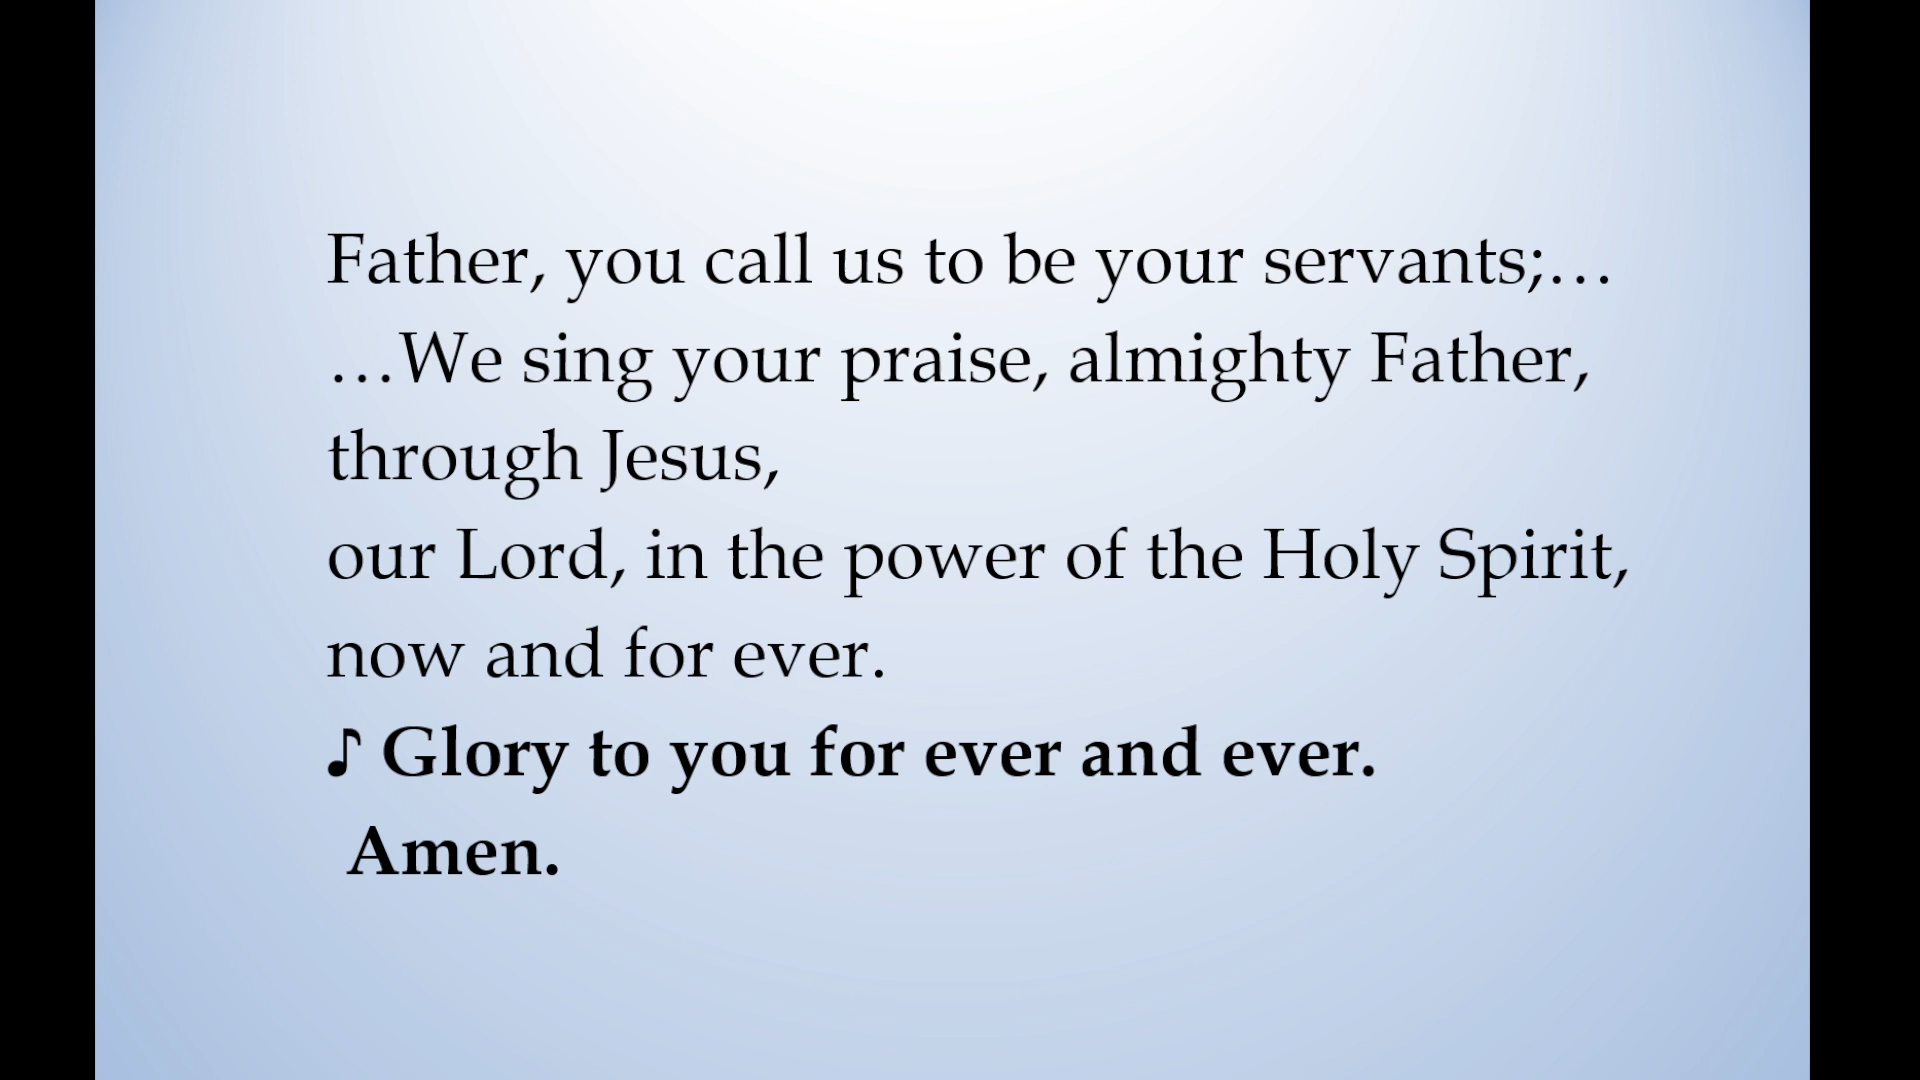 Father, you call us to be your servants;…
…We sing your praise, almighty Father,
through Jesus,
our Lord, in the power of the Holy Spirit,
now and for ever.
♪ Glory to you for ever and ever.
Amen.